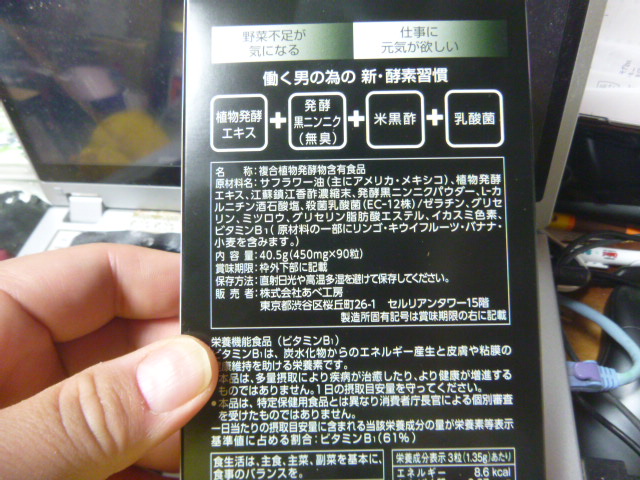 野菜不足が
気になる
仕事に
元気が欲しい
働く男の為の 新・酵素習慣
植物発酵
エキス
+
発酵
黒ニンニク
(無臭)
+
米黒酢
+
乳酸菌
名 称:複合植物発酵物含有食品
原材料名:サフラワー油(主にアメリカ・メキシコ)、植物発酵
エキス、江蘇鎮江香酢濃縮末、発酵黒ニンニクパウダー、L-カ
ルニチン酒石酸塩、殺菌乳酸菌(EC-12株)/ゼラチン、グリセ
リン、ミツロウ、グリセリン脂肪酸エステル、イカスミ色素、
ビタミンB₁(原材料の一部にリンゴ・キウイフルーツ・バナナ・
小麦を含みます。)
内 容 量:40.5g(450mg×90粒)
賞味期限:枠外下部に記載
保存方法:直射日光や高温多湿を避けて保存してください。
販 売 者:株式会社あべ工房
東京都渋谷区桜丘町26-1 セルリアンタワー15階
製造所固有記号は賞味期限の右に記載
栄養機能食品(ビタミンB₁)
ビタミンB₁は、炭水化物からのエネルギー産生と皮膚や粘膜の
康維持を助ける栄養素です。
本品は、多量摂取により疾病が治癒したり、より健康が増進する
ものではありません。1日の摂取目安量を守ってください。
●本品は、特定保健用食品とは異なり消費者庁長官による個別審査
を受けたものではありません。
一日当たりの摂取目安量に含まれる当該栄養成分の量が栄養素等表示
基準値に占める割合:ビタミンB₁(61%)
食生活は、主食、主菜、副菜を基本に、
食事のバランスを。
栄養成分表示 3粒(1.35g)あたり
エネルギー 8.6kcal